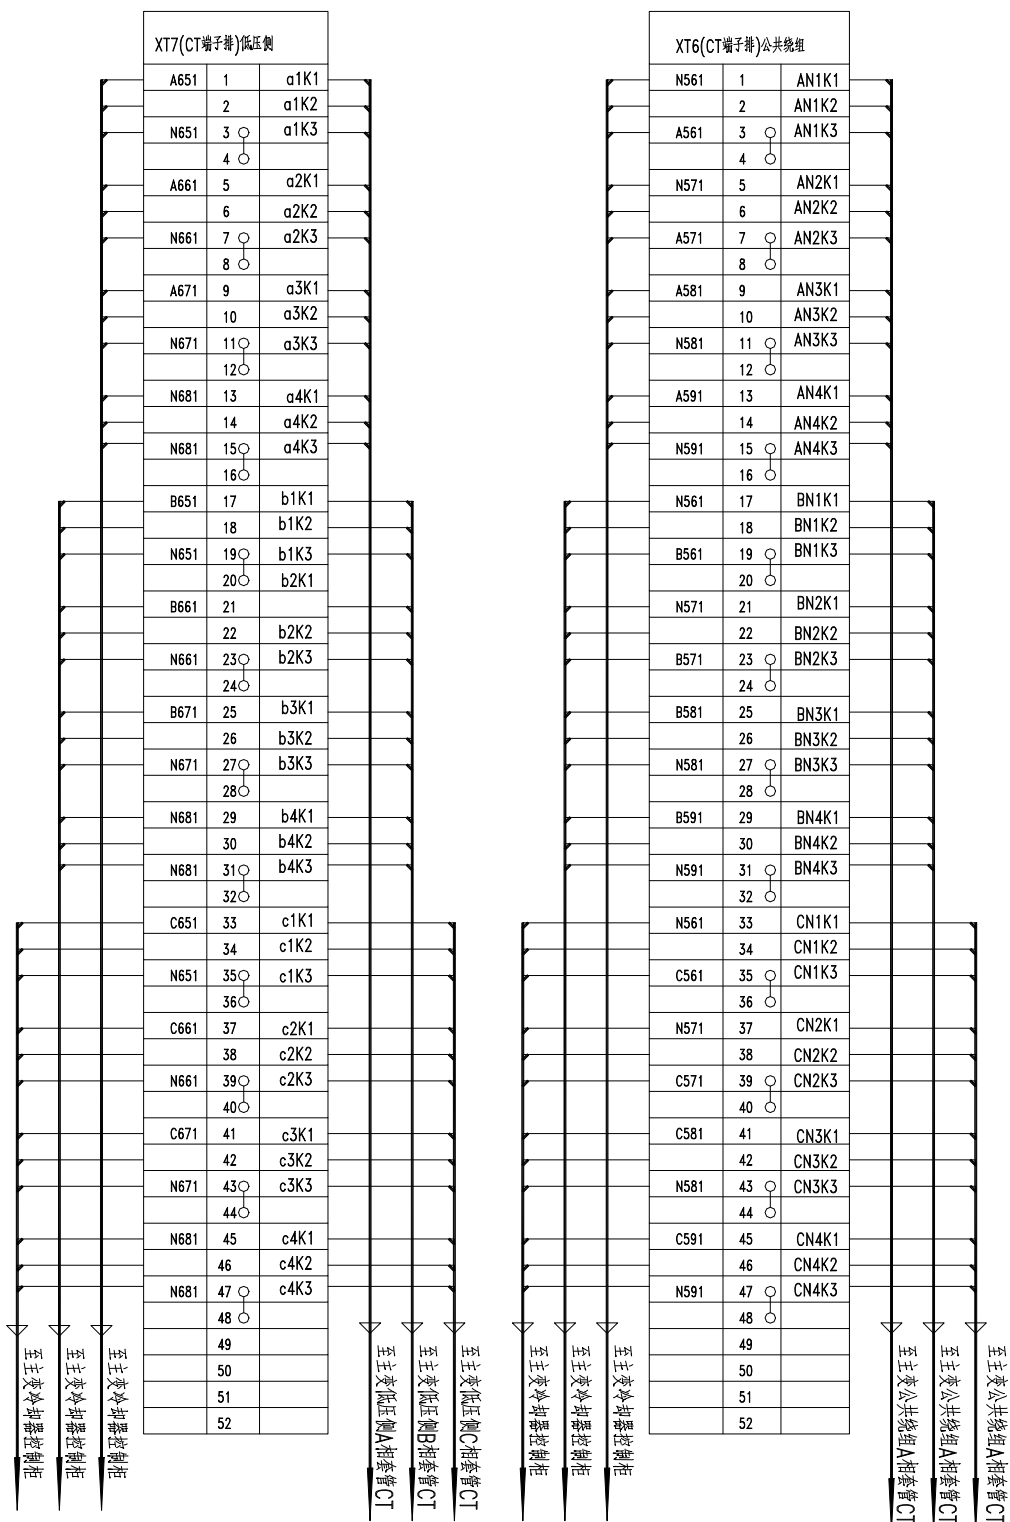 XT7(CT端子排)低压侧
A651 1 a1K1
2 a1K2
N651 3 a1K3
4
A661 5 a2K1
6 a2K2
N661 7 a2K3
8
A671 9 a3K1
10 a3K2
N671 11 a3K3
12
N681 13 a4K1
14 a4K2
N681 15 a4K3
16
B651 17 b1K1
18 b1K2
N651 19 b1K3
20 b2K1
B661 21
22 b2K2
N661 23 b2K3
24
B671 25 b3K1
26 b3K2
N671 27 b3K3
28
N681 29 b4K1
30 b4K2
N681 31 b4K3
32
C651 33 c1K1
34 c1K2
N651 35 c1K3
36
C661 37 c2K1
38 c2K2
N661 39 c2K3
40
C671 41 c3K1
42 c3K2
N671 43 c3K3
44
N681 45 c4K1
46 c4K2
N681 47 c4K3
48
49
50
51
52
至主变冷却器控制柜
至主变冷却器控制柜
至主变冷却器控制柜
至主变低压侧A相套管CT
至主变低压侧B相套管CT
至主变低压侧C相套管CT
XT6(CT端子排)公共绕组
N561 1 AN1K1
2 AN1K2
A561 3 AN1K3
4
N571 5 AN2K1
6 AN2K2
A571 7 AN2K3
8
A581 9 AN3K1
10 AN3K2
N581 11 AN3K3
12
A591 13 AN4K1
14 AN4K2
N591 15 AN4K3
16
N561 17 BN1K1
18 BN1K2
B561 19 BN1K3
20
N571 21 BN2K1
22 BN2K2
B571 23 BN2K3
24
B581 25 BN3K1
26 BN3K2
N581 27 BN3K3
28
B591 29 BN4K1
30 BN4K2
N591 31 BN4K3
32
N561 33 CN1K1
34 CN1K2
C561 35 CN1K3
36
N571 37 CN2K1
38 CN2K2
C571 39 CN2K3
40
C581 41 CN3K1
42 CN3K2
N581 43 CN3K3
44
C591 45 CN4K1
46 CN4K2
N591 47 CN4K3
48
49
50
51
52
至主变冷却器控制柜
至主变冷却器控制柜
至主变冷却器控制柜
至主变公共绕组A相套管CT
至主变公共绕组A相套管CT
至主变公共绕组A相套管CT